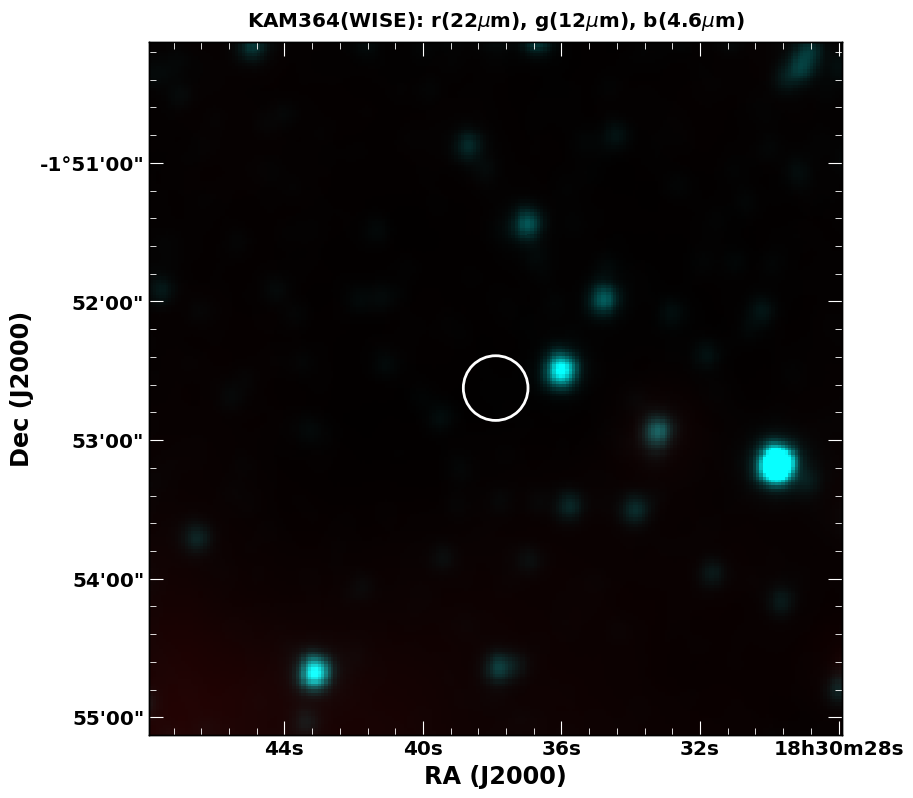 KAM364(WISE): r(22μm), g(12μm), b(4.6μm)
-1°51'00"
52'00"
53'00"
54'00"
55'00"
Dec (J2000)
44s 40s 36s 32s 18h30m28s
RA (J2000)